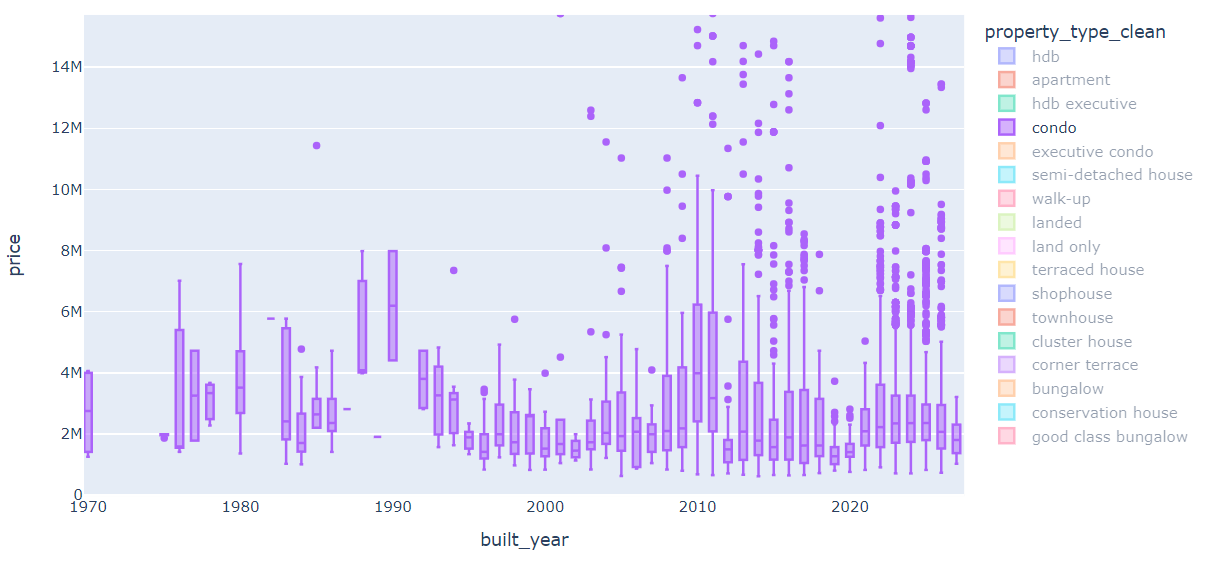 property_type_clean
hdb
apartment
hdb executive
condo
executive condo
semi-detached house
walk-up
landed
land only
terraced house
shophouse
townhouse
cluster house
corner terrace
bungalow
conservation house
good class bungalow
14M
12M
10M
8M
6M
4M
2M
0
price
1970 1980 1990 2000 2010 2020
built_year